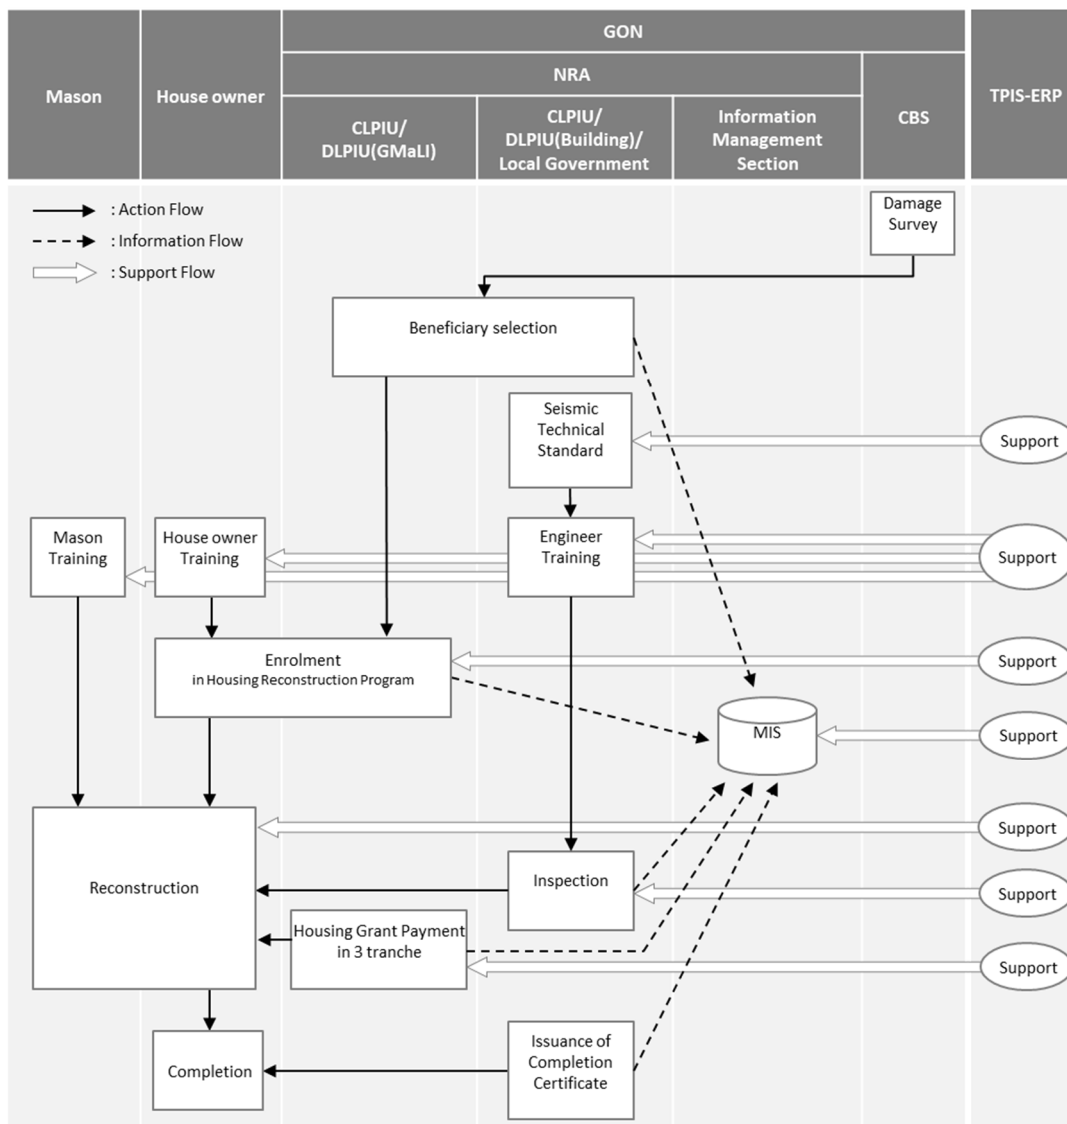 GON
NRA
Mason
House owner
CBS
TPIS-ERP
CLPIU/
DLPIU(GMaLI)
CLPIU/
DLPIU(Building)/
Local Government
Information
Management
Section
Damage
Survey
: Action Flow
: Information Flow
: Support Flow
Beneficiary selection
Seismic
Technical
Standard
Support
Mason
Training
House owner
Training
Engineer
Training
Support
Enrolment
in Housing Reconstruction Program
Support
MIS
Support
Support
Reconstruction
Inspection
Support
Housing Grant Payment
in 3 tranche
Support
Completion
Issuance of
Completion
Certificate